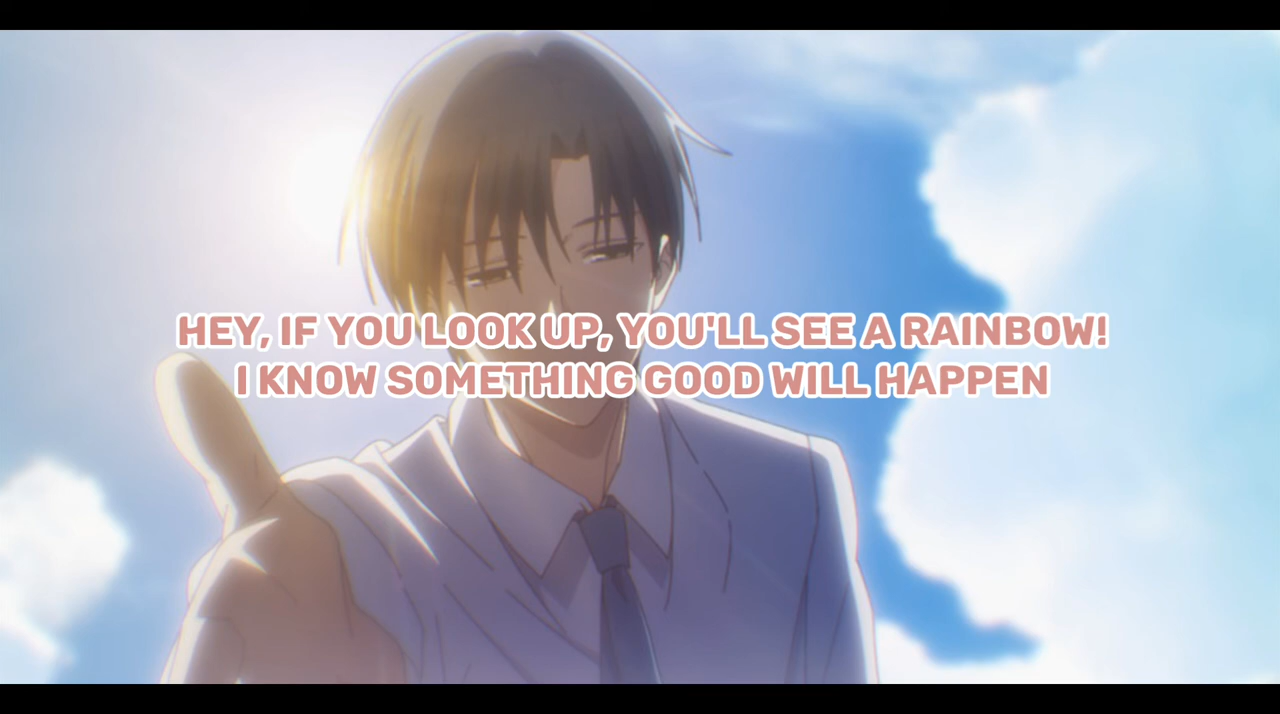 HEY, IF YOU LOOK UP, YOU'LL SEE A RAINBOW!
I KNOW SOMETHING GOOD WILL HAPPEN